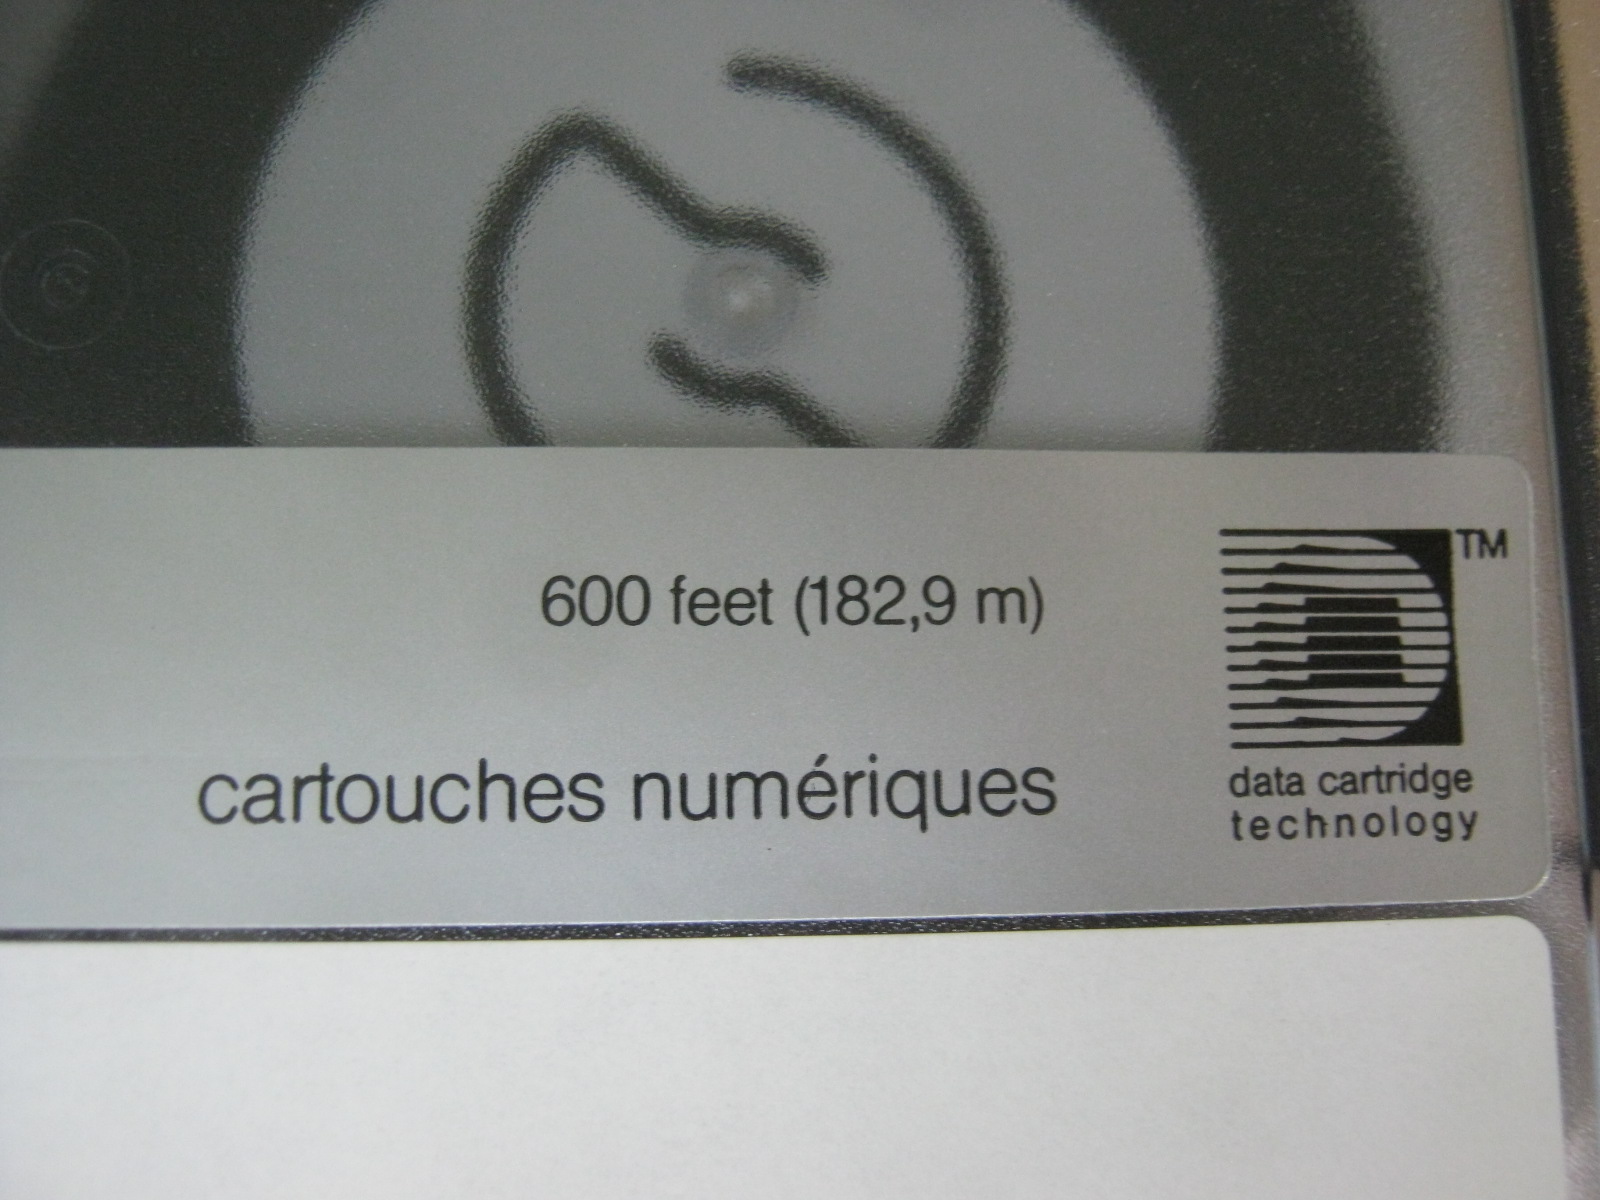 600 feet (182,9 m)
cartouches numériques
TM
data cartridge
technology